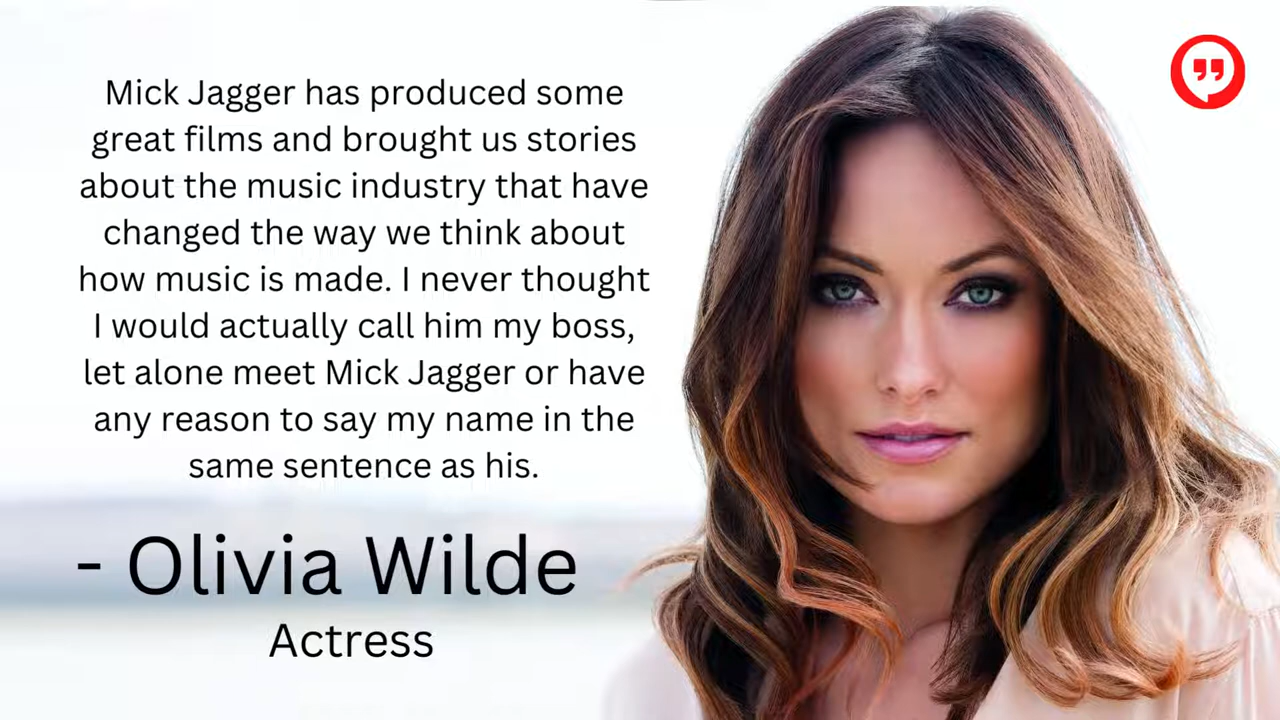 Mick Jagger has produced some
great films and brought us stories
about the music industry that have
changed the way we think about
how music is made. I never thought
I would actually call him my boss,
let alone meet Mick Jagger or have
any reason to say my name in the
same sentence as his.
- Olivia Wilde
Actress